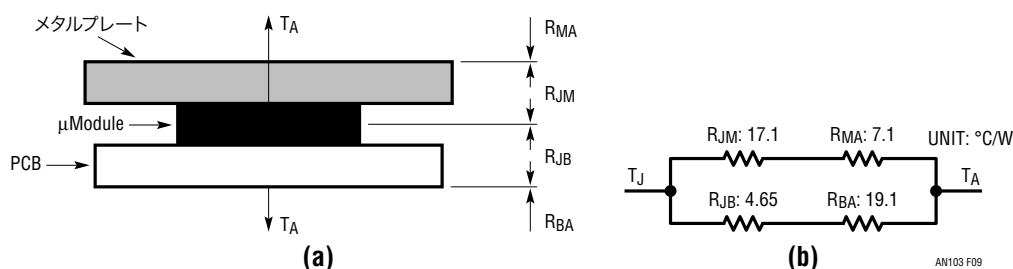 メタルプレート
TA
RMA
RJM
μModule
RJB
PCB
TA
RBA
(a)
RJM: 17.1
RMA: 7.1
UNIT: °C/W
TJ
TA
RJB: 4.65
RBA: 19.1
(b)
AN103 F09